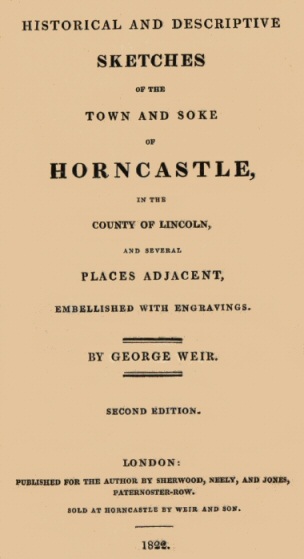 HISTORICAL AND DESCRIPTIVE
SKETCHES
OF THE
TOWN AND SOKE
OF
HORNCASTLE,
IN THE
COUNTY OF LINCOLN,
AND SEVERAL
PLACES ADJACENT,
EMBELLISHED WITH ENGRAVINGS.
BY GEORGE WEIR.
SECOND EDITION.
LONDON:
PUBLISHED FOR THE AUTHOR BY SHERWOOD, NEELY, AND JONES,
PATERNOSTER-ROW.
SOLD AT HORNCASTLE BY WEIR AND SON.
1822.